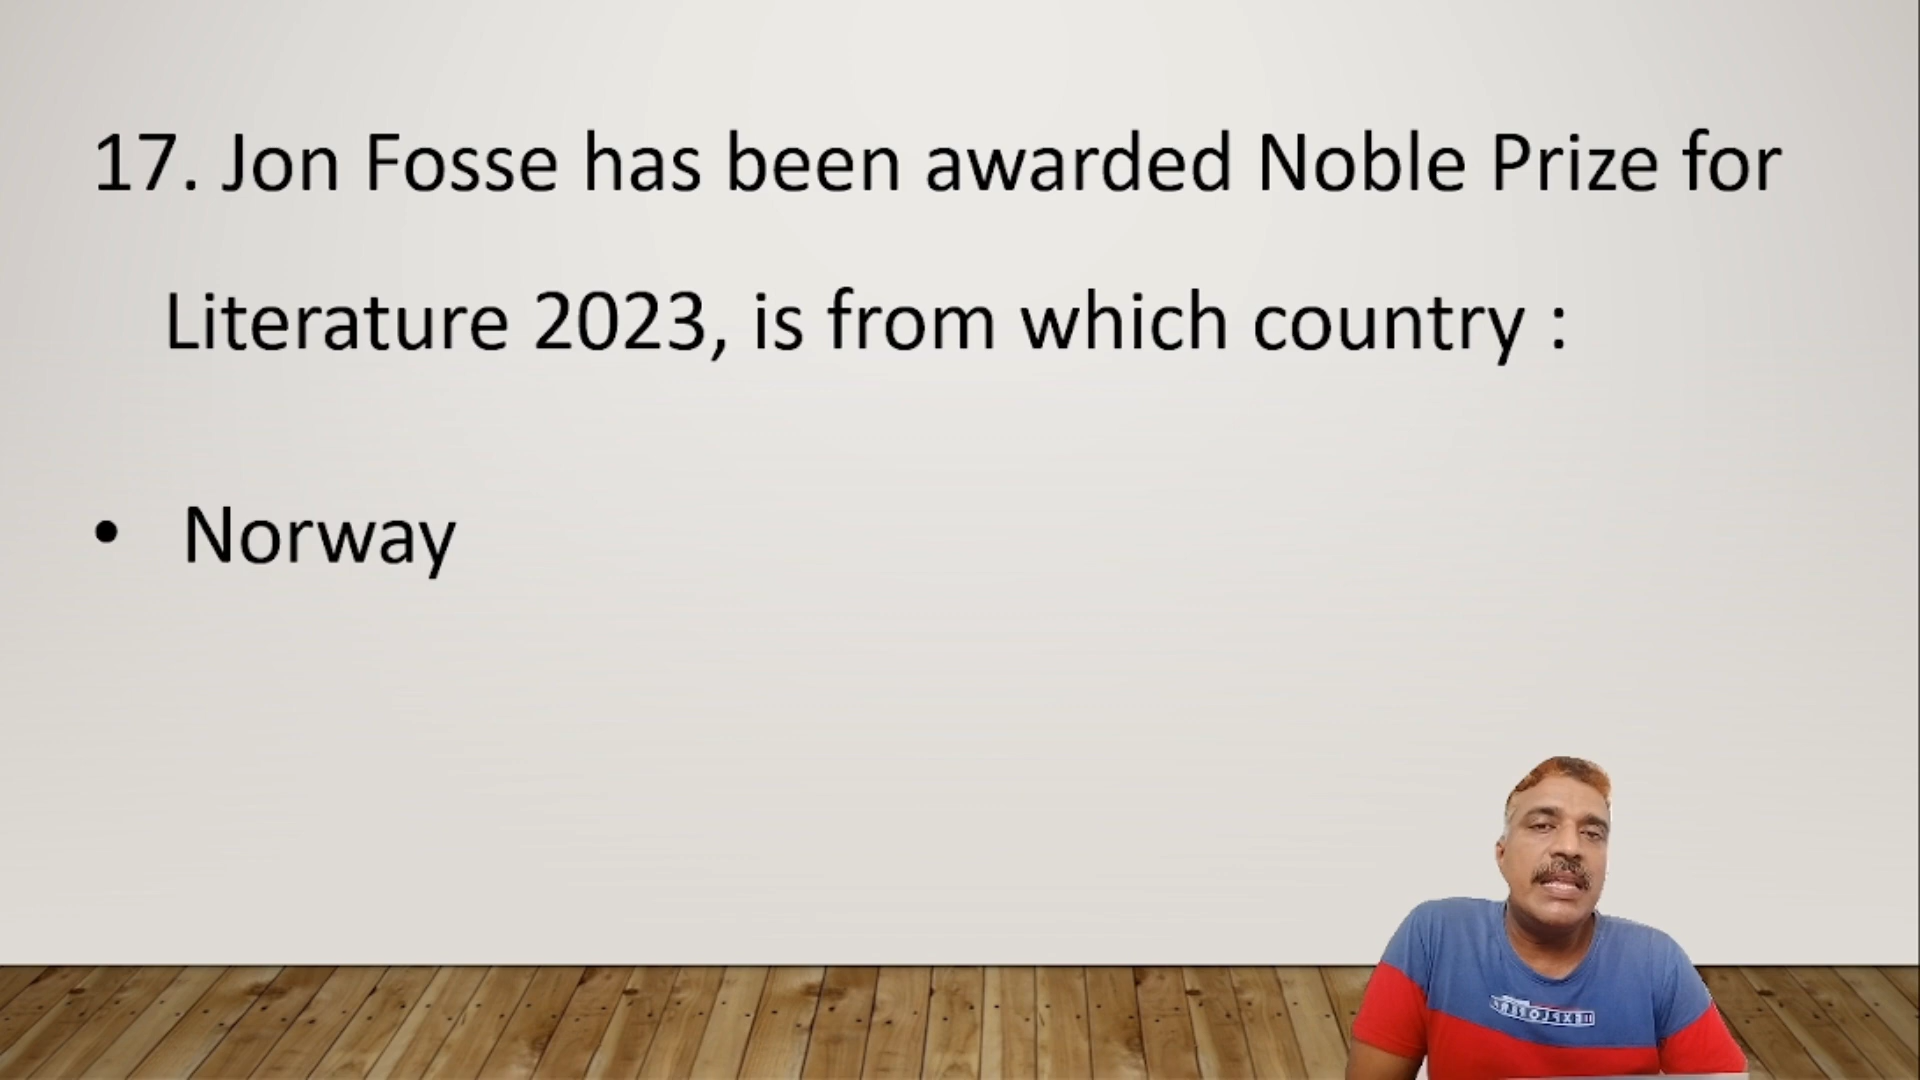 17. Jon Fosse has been awarded Noble Prize for
Literature 2023, is from which country :
• Norway